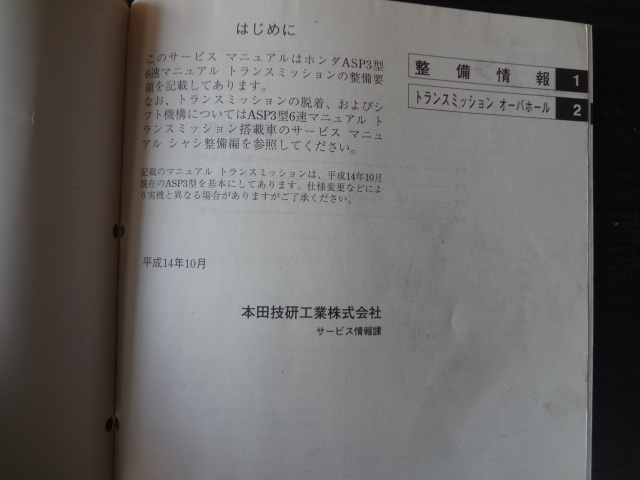 はじめに
このサービス マニュアルはホンダASP3型
6速マニュアル トランスミッションの整備要
領を記載してあります。
なお、トランスミッションの脱着、およびシ
フト機構についてはASP3型6速マニュアル ト
ランスミッション搭載車のサービス マニュ
アル シャシ整備編を参照してください。
記載のマニュアル トランスミッションは、平成14年10月
現在のASP3型を基本にしてあります。仕様変更などによ
り実機と異なる場合がありますがご了承ください。
平成14年10月
本田技研工業株式会社
サービス情報課
整備情報 1
トランスミッション オーバホール 2